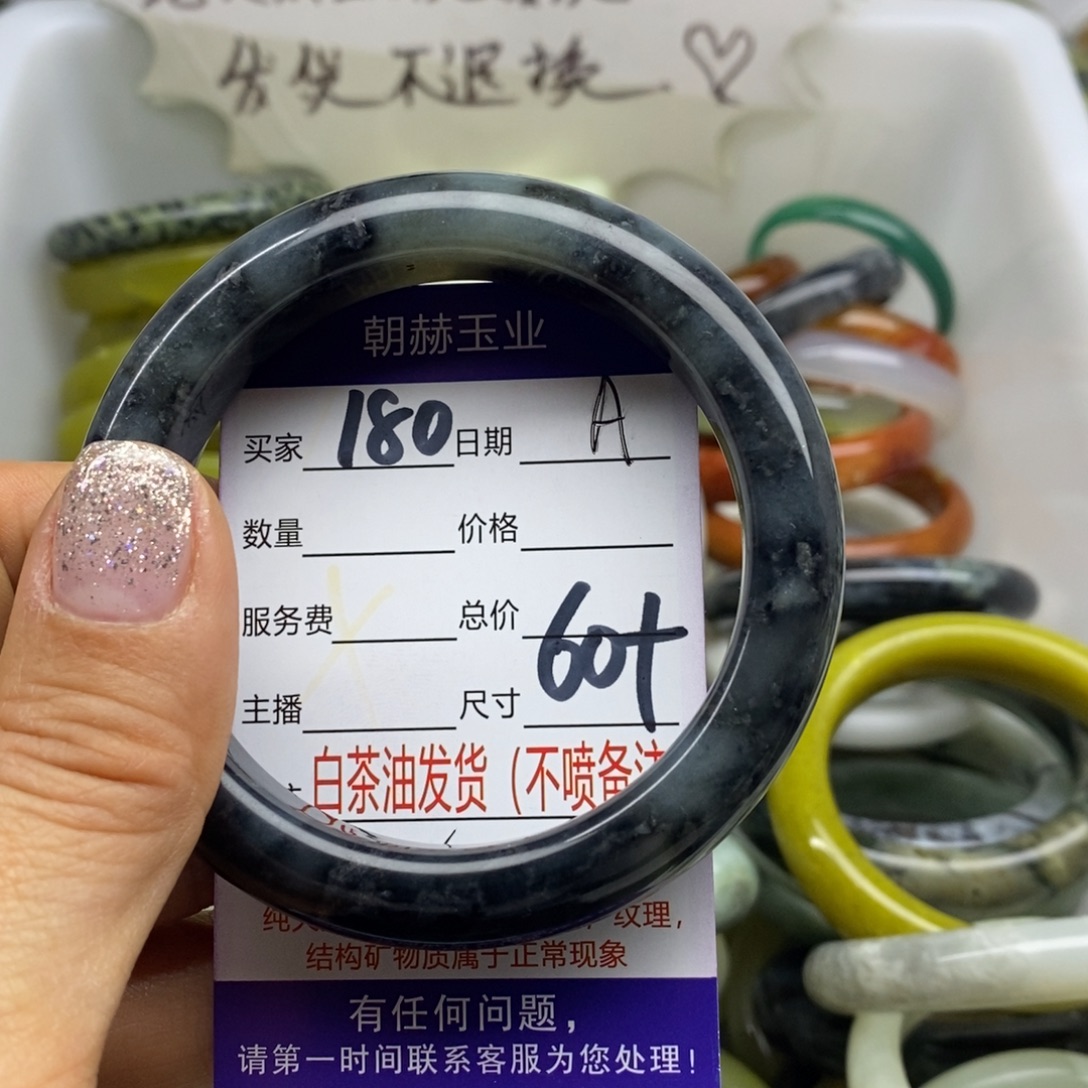 发货不退换
朝赫玉业
买家 180 日期 A
数量 价格
服务费 总价
主播 尺寸 60+
白茶油发货（不喷备注
纹理，
结构矿物质属于正常现象
有任何问题，
请第一时间联系客服为您处理！